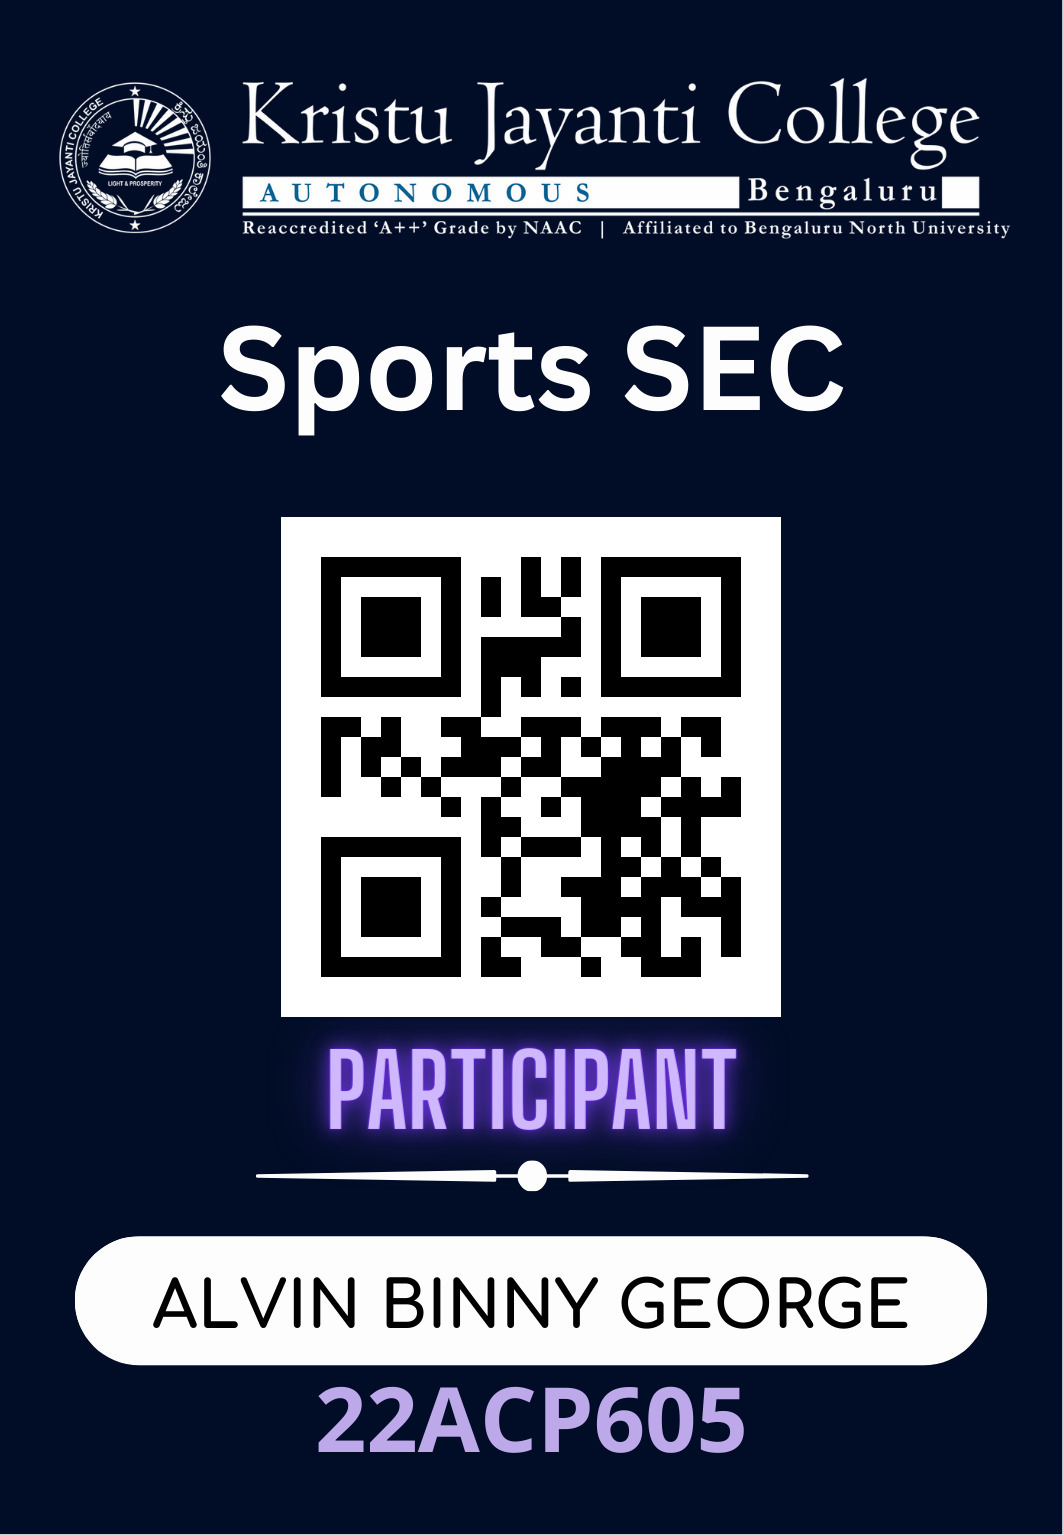 Kristu Jayanti College
AUTONOMOUS Bengaluru
Reaccredited ‘A++’ Grade by NAAC | Affiliated to Bengaluru North University
KRISTU JAYANTI COLLEGE
LIGHT & PROSPERITY
Sports SEC
PARTICIPANT
ALVIN BINNY GEORGE
22ACP605